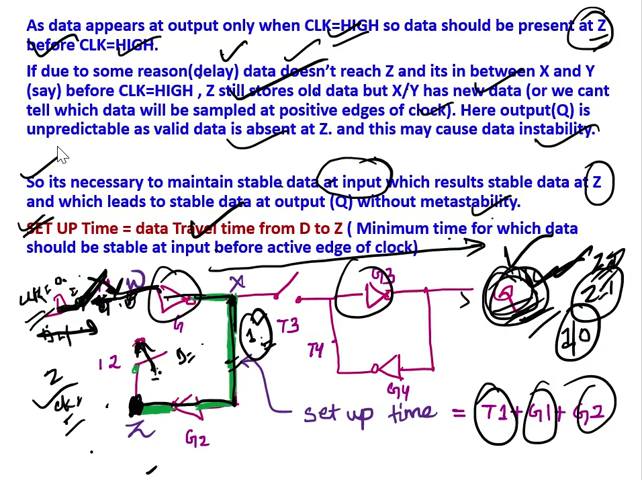 As data appears at output only when CLK=HIGH so data should be present at Z
before CLK=HIGH.
If due to some reason(delay) data doesn't reach Z and its in between X and Y
(say) before CLK=HIGH , Z still stores old data but X/Y has new data (or we cant
tell which data will be sampled at positive edges of clock). Here output(Q) is
unpredictable as valid data is absent at Z. and this may cause data instability.
So its necessary to maintain stable data at input which results stable data at Z
and which leads to stable data at output (Q) without metastability.
SET UP Time = data Travel time from D to Z ( Minimum time for which data
should be stable at input before active edge of clock)
W X G3
G T3 Q
T4
1
12
Z
G4
Z G2
set up time = T1+G1+G2